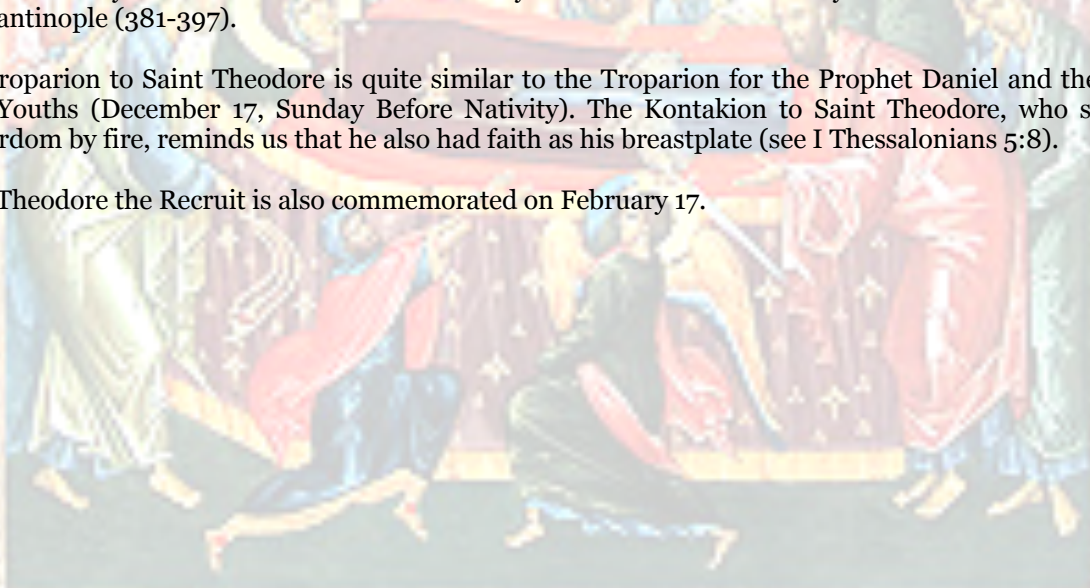 antinople (381-397).
roparion to Saint Theodore is quite similar to the Troparion for the Prophet Daniel and the
Youths (December 17, Sunday Before Nativity). The Kontakion to Saint Theodore, who s
rdom by fire, reminds us that he also had faith as his breastplate (see I Thessalonians 5:8).
Theodore the Recruit is also commemorated on February 17.